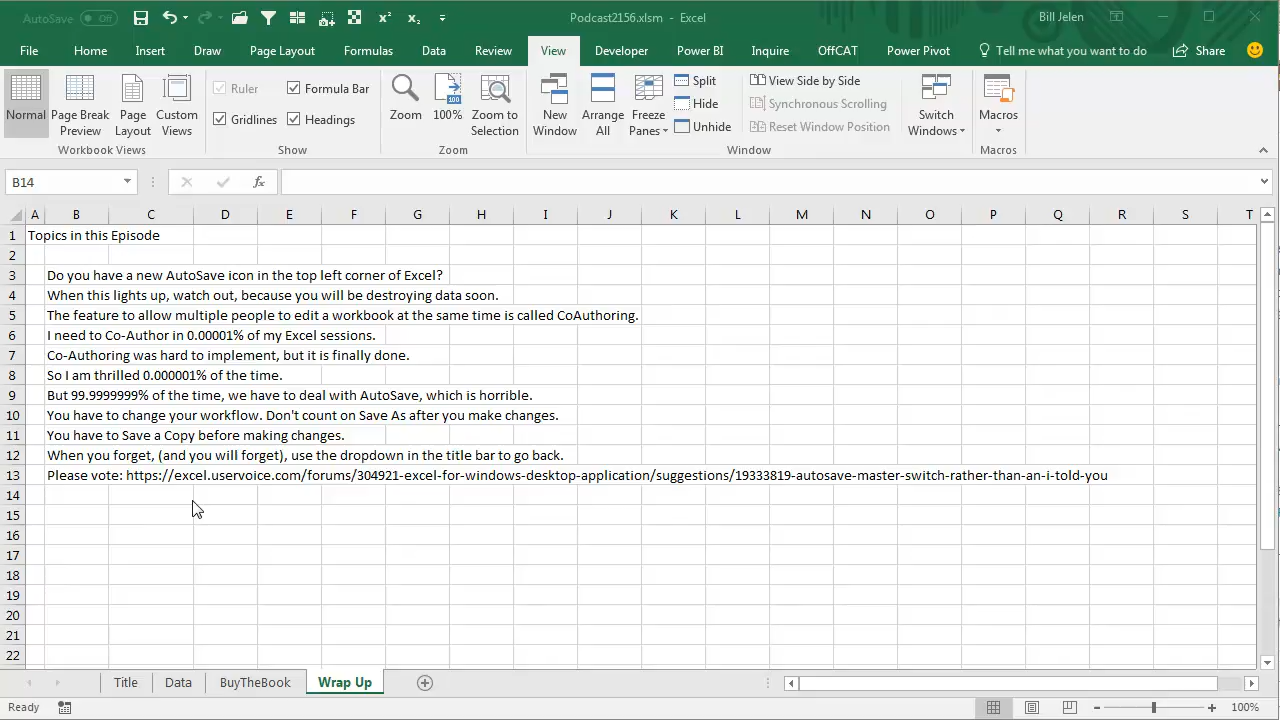 AutoSave Off Podcast2156.xlsm - Excel Bill Jelen
File Home Insert Draw Page Layout Formulas Data Review View Developer Power BI Inquire OffCAT Power Pivot Tell me what you want to do Share
Normal Page Break Preview Page Layout Custom Views
Workbook Views
Ruler Formula Bar
Gridlines Headings
Show
Zoom 100% Zoom to Selection
Zoom
New Window Arrange All Freeze Panes
Split
Hide
Unhide
View Side by Side
Synchronous Scrolling
Reset Window Position
Switch Windows
Window
Macros
Macros
B14 fx
A B C D E F G H I J K L M N O P Q R S T
1 Topics in this Episode
2
3 Do you have a new AutoSave icon in the top left corner of Excel?
4 When this lights up, watch out, because you will be destroying data soon.
5 The feature to allow multiple people to edit a workbook at the same time is called CoAuthoring.
6 I need to Co-Author in 0.00001% of my Excel sessions.
7 Co-Authoring was hard to implement, but it is finally done.
8 So I am thrilled 0.000001% of the time.
9 But 99.9999999% of the time, we have to deal with AutoSave, which is horrible.
10 You have to change your workflow. Don't count on Save As after you make changes.
11 You have to Save a Copy before making changes.
12 When you forget, (and you will forget), use the dropdown in the title bar to go back.
13 Please vote: https://excel.uservoice.com/forums/304921-excel-for-windows-desktop-application/suggestions/19333819-autosave-master-switch-rather-than-an-i-told-you
14
15
16
17
18
19
20
21
22
Title Data BuyTheBook Wrap Up
Ready 100%